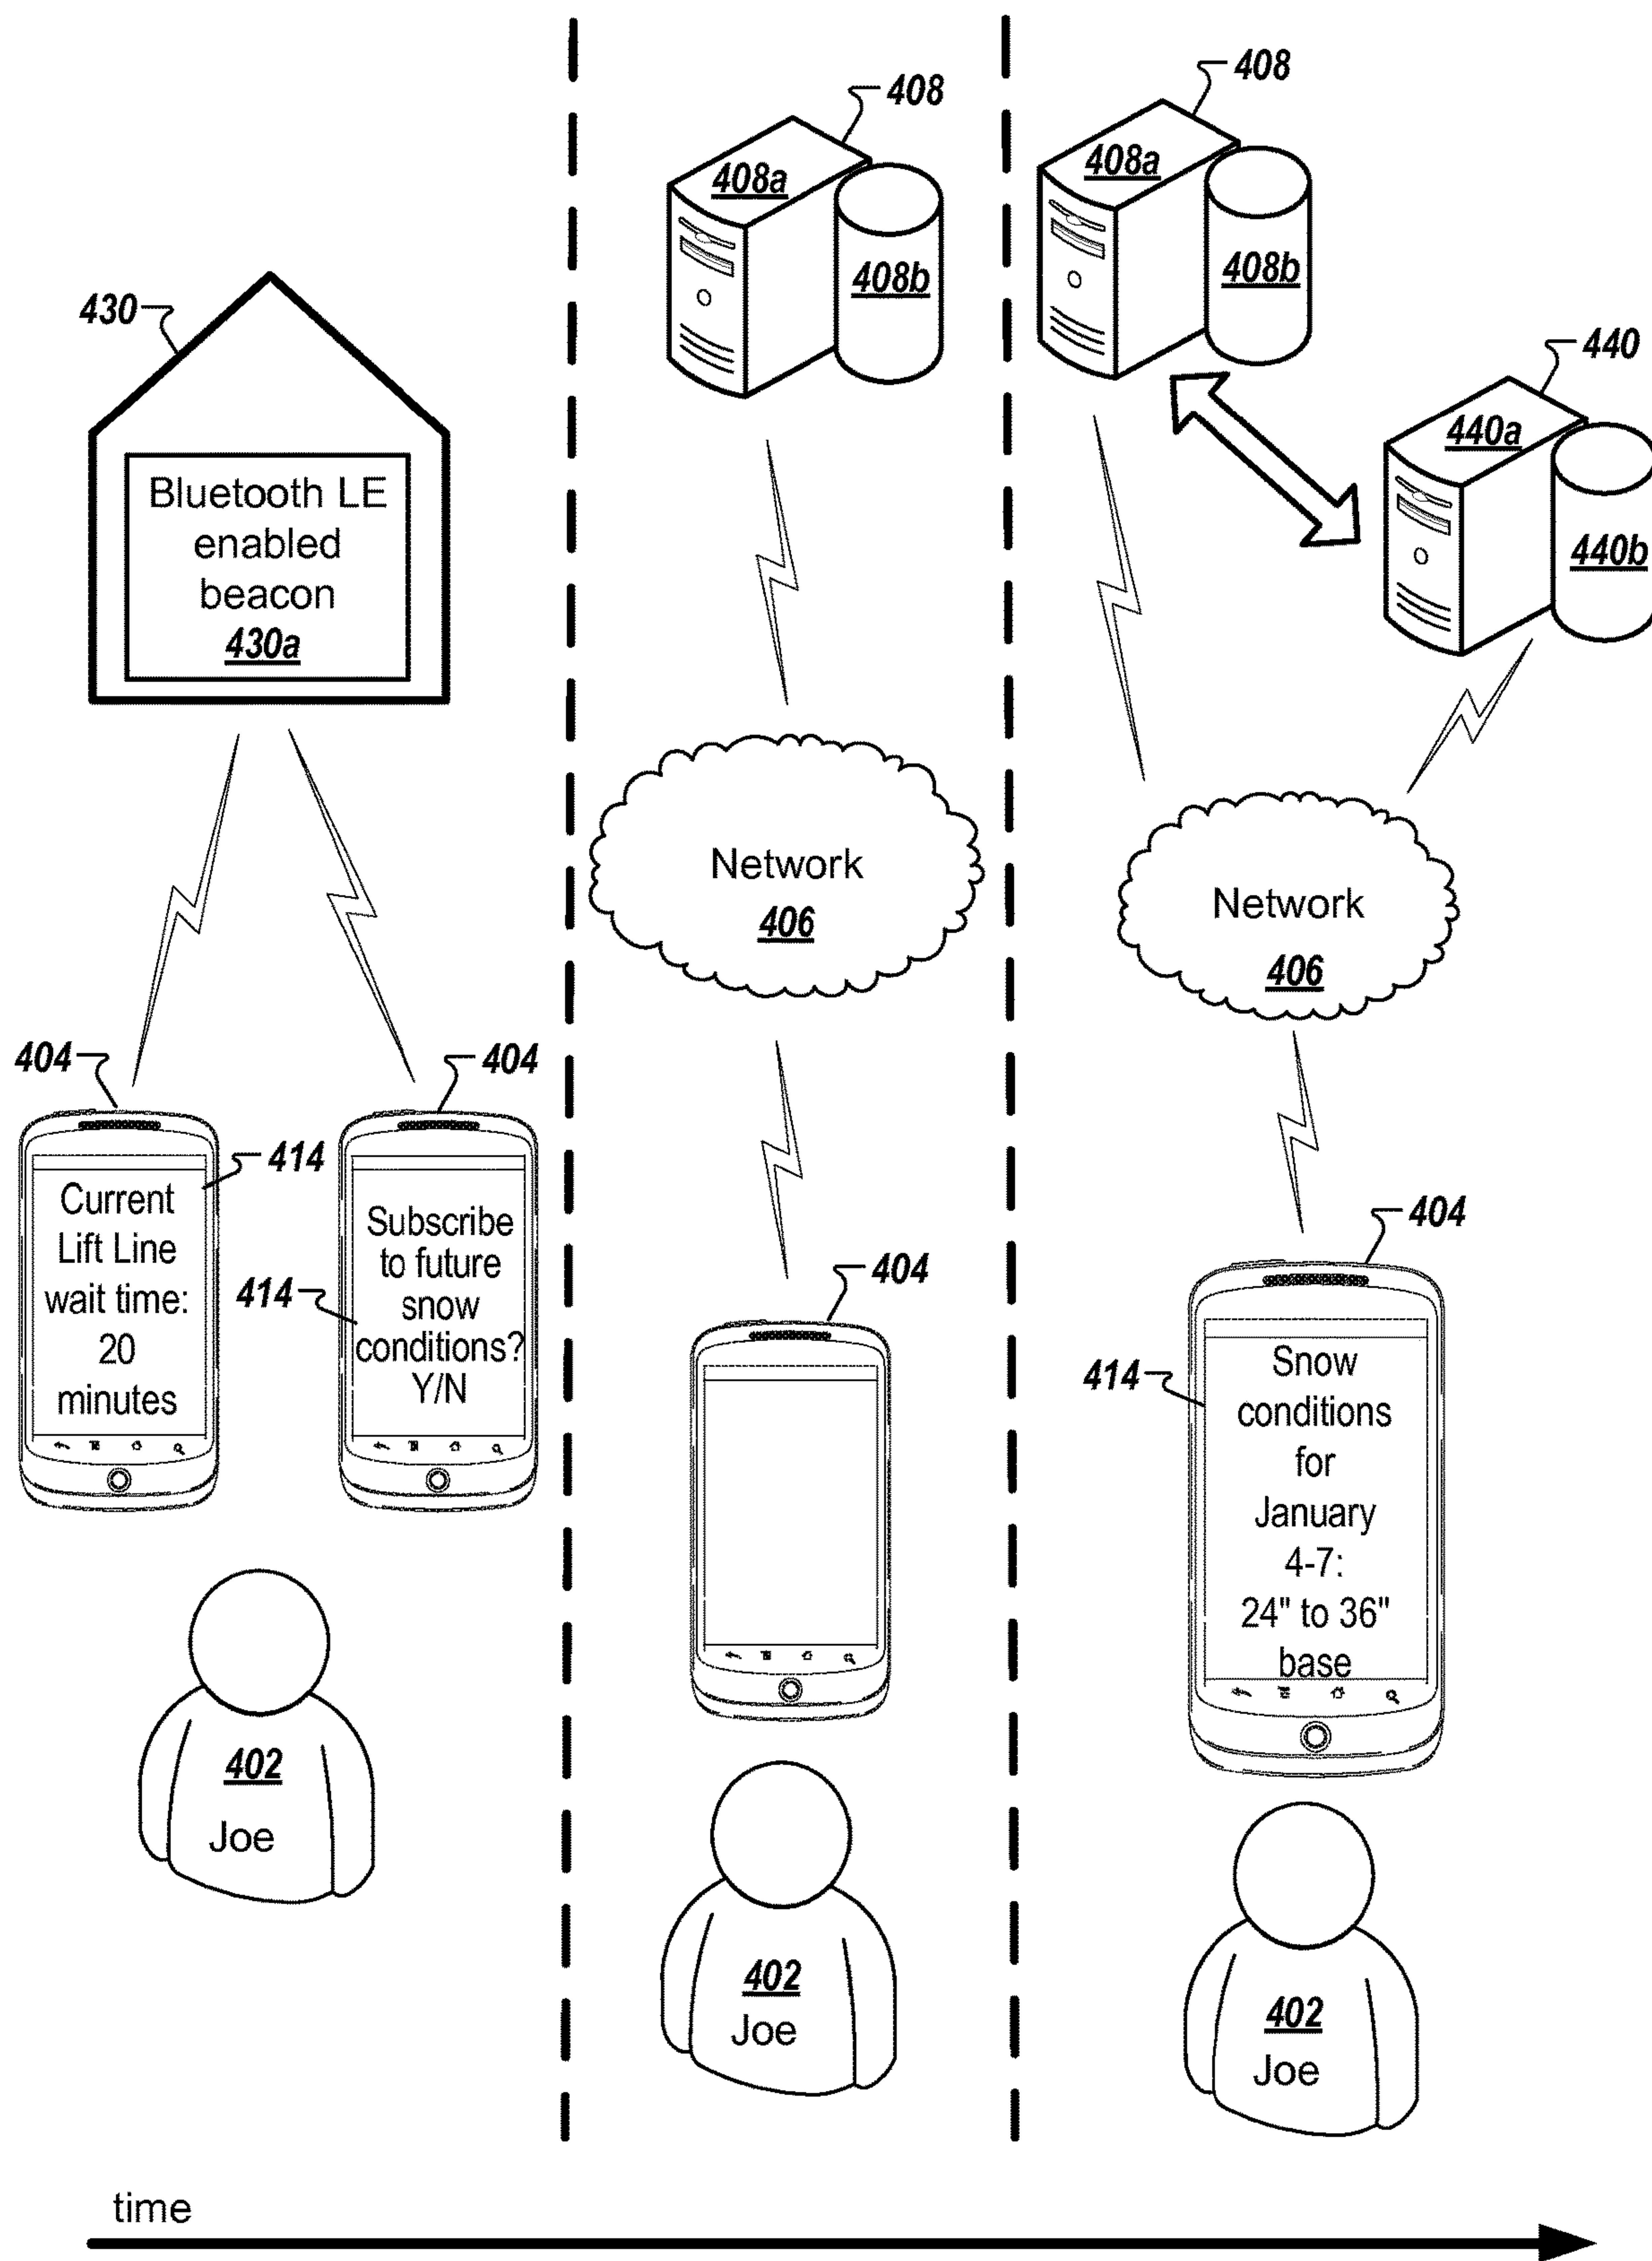 408
408a
408b
408
408a
408b
430
440
440a
440b
Bluetooth LE
enabled
beacon
430a
Network
406
Network
406
404
404
414
Current
Lift Line
wait time:
20
minutes
414
Subscribe
to future
snow
conditions?
Y/N
404
404
414
Snow
conditions
for
January
4-7:
24" to 36"
base
402
Joe
402
Joe
402
Joe
time